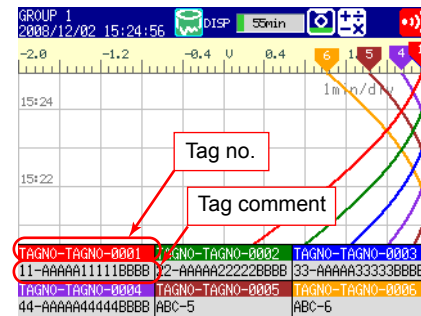 GROUP 1
2008/12/02 15:24:56 DISP 55min
-2.0 -1.2 -0.4 V 0.4 6 1. 5 4 1
1min/div
15:24
Tag no.
15:22
Tag comment
TAGNO-TAGNO-0001 TAGNO-TAGNO-0002 TAGNO-TAGNO-0003
11-AAAAA11111BBBB 22-AAAAA22222BBBB 33-AAAAA33333BBBB
TAGNO-TAGNO-0004 TAGNO-TAGNO-0005 TAGNO-TAGNO-0006
44-AAAAA44444BBBB ABC-5 ABC-6